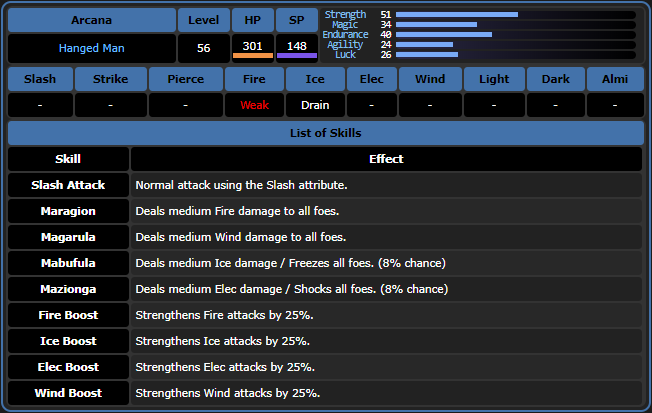 Arcana Level HP SP
Hanged Man 56 301 148
Strength 51
Magic 34
Endurance 40
Agility 24
Luck 26
Slash Strike Pierce Fire Ice Elec Wind Light Dark Almi
- - - Weak Drain - - - - -
List of Skills
Skill Effect
Slash Attack Normal attack using the Slash attribute.
Maragion Deals medium Fire damage to all foes.
Magarula Deals medium Wind damage to all foes.
Mabufula Deals medium Ice damage / Freezes all foes. (8% chance)
Mazionga Deals medium Elec damage / Shocks all foes. (8% chance)
Fire Boost Strengthens Fire attacks by 25%.
Ice Boost Strengthens Ice attacks by 25%.
Elec Boost Strengthens Elec attacks by 25%.
Wind Boost Strengthens Wind attacks by 25%.